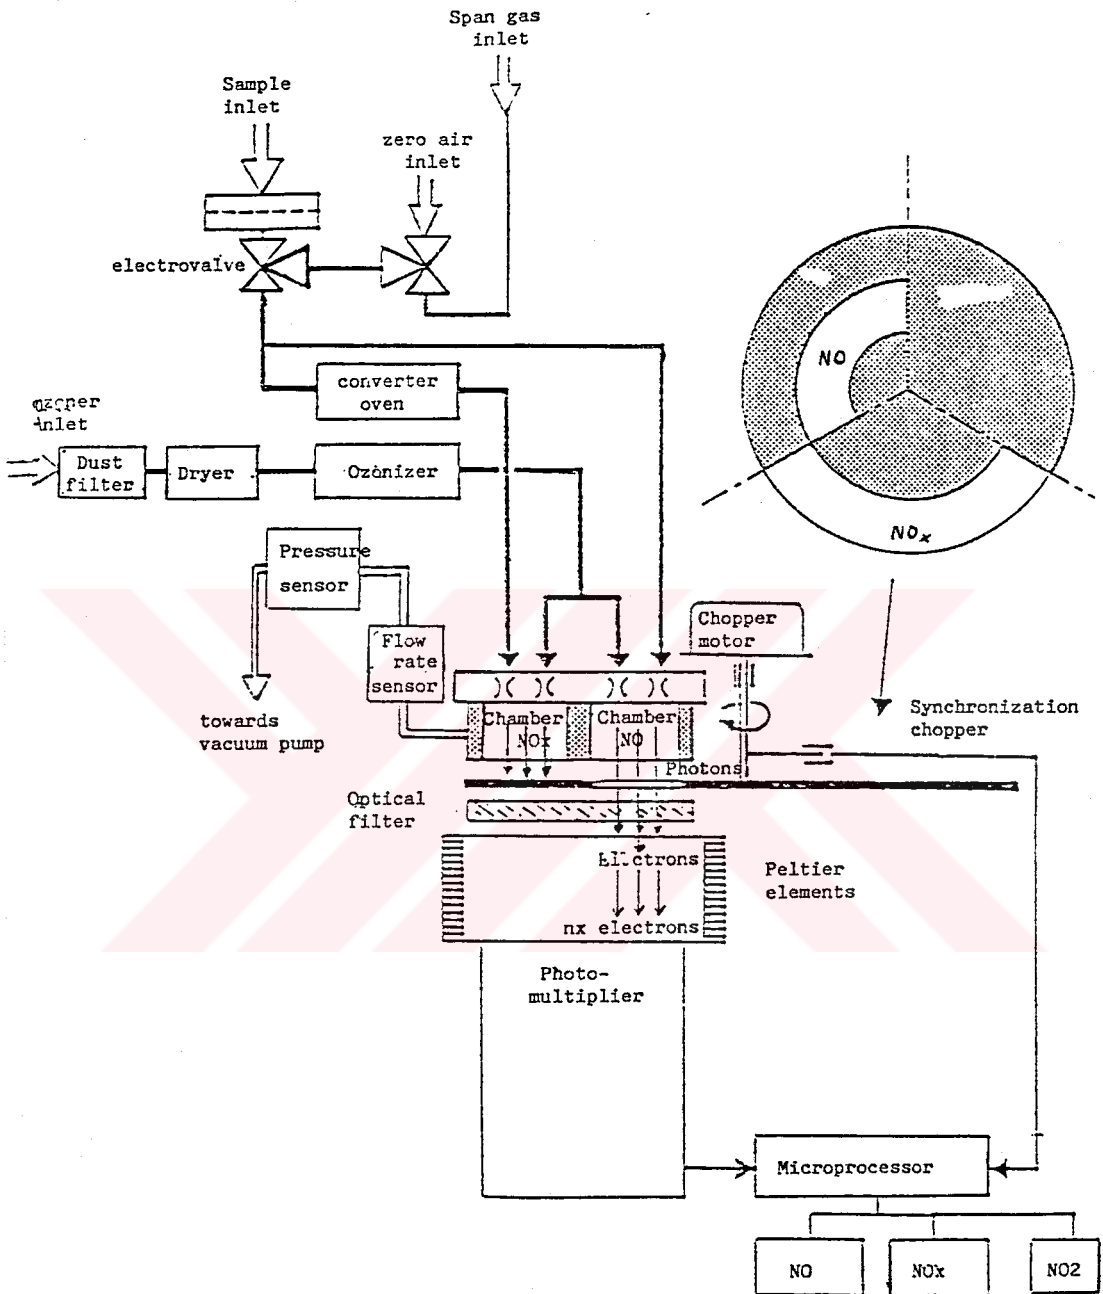 Span gas
inlet
Sample
inlet
zero air
inlet
electrovalve
converter
oven
inlet
Dust
filter
Dryer
Ozonizer
NO
NOx
Pressure
sensor
Flow
rate
sensor
Chopper
motor
towards
vacuum pump
Chamber
NOx
Chamber
NO
Synchronization
chopper
Photons
Optical
filter
Electrons
Peltier
elements
nx electrons
Photo-
multiplier
Microprocessor
NO
NOx
NO2